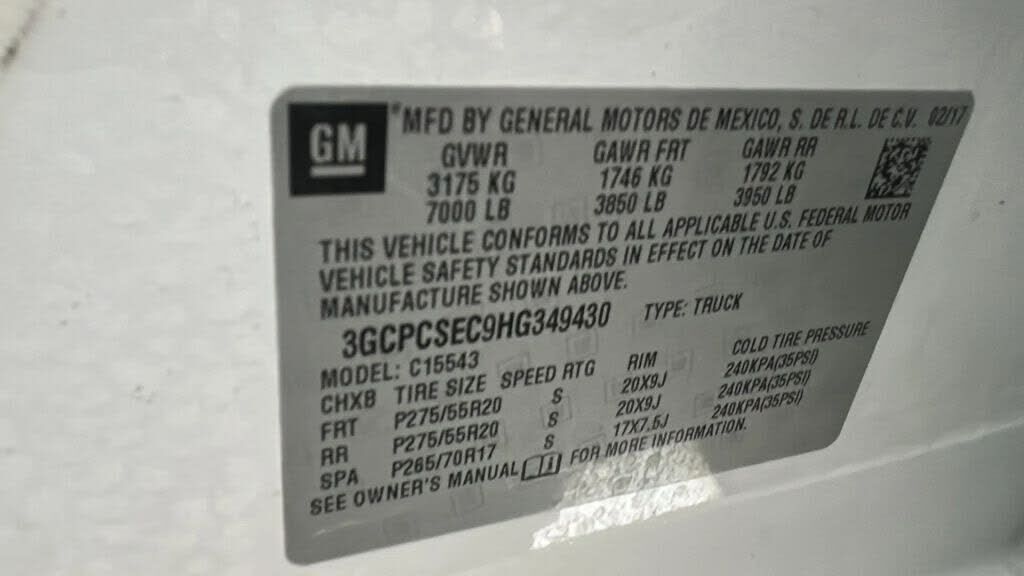 GM
*MFD BY GENERAL MOTORS DE MEXICO, S. DE R.L. DE C.V. 02/17
GVWR GAWR FRT GAWR RR
3175 KG 1746 KG 1792 KG
7000 LB 3850 LB 3950 LB
THIS VEHICLE CONFORMS TO ALL APPLICABLE U.S. FEDERAL MOTOR
VEHICLE SAFETY STANDARDS IN EFFECT ON THE DATE OF
MANUFACTURE SHOWN ABOVE.
3GCPCSEC9HG349430 TYPE: TRUCK
MODEL: C15543
CHXB TIRE SIZE SPEED RTG RIM COLD TIRE PRESSURE
FRT P275/55R20 S 20X9J 240KPA(35PSI)
RR P275/55R20 S 20X9J 240KPA(35PSI)
SPA P265/70R17 S 17X7.5J 240KPA(35PSI)
SEE OWNER'S MANUAL FOR MORE INFORMATION.